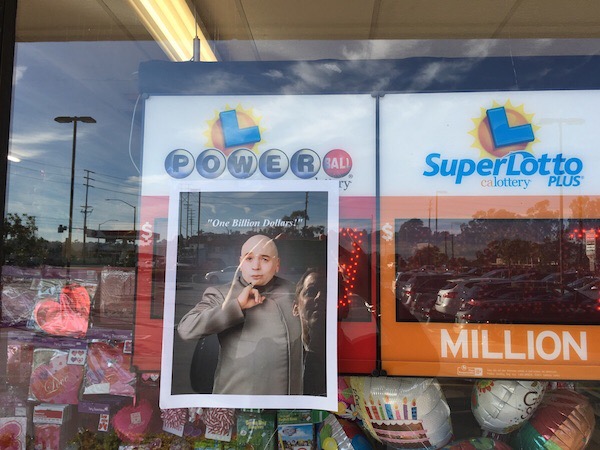 POWERBALL
"One Billion Dollars!"
$
SuperLotto
calottery PLUS
$
MILLION